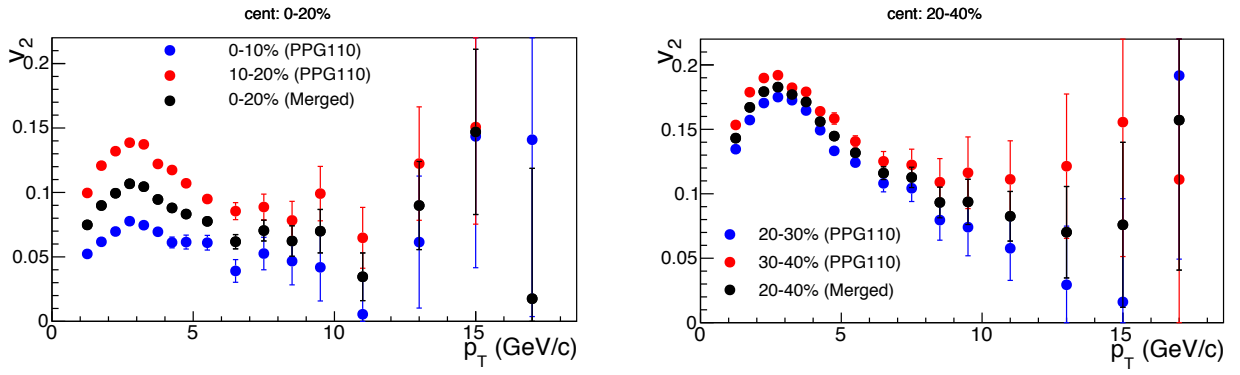 cent: 0-20%
v2
0-10% (PPG110)
10-20% (PPG110)
0-20% (Merged)
0.2
0.15
0.1
0.05
0
0 5 10 15
pT (GeV/c)
cent: 20-40%
v2
0.2
0.15
0.1
0.05
0
20-30% (PPG110)
30-40% (PPG110)
20-40% (Merged)
0 5 10 15
pT (GeV/c)